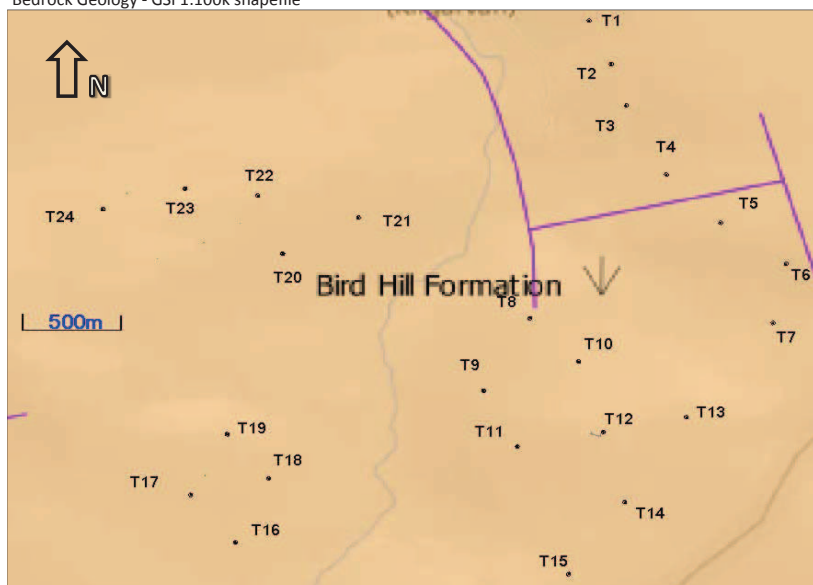 Bedrock Geology - GSI 1:100k shapefile
T1
N
T2
T3
T4
T22
T24
T23
T21
T5
T20
T6
Bird Hill Formation
T8
500m
T7
T10
T9
T13
T12
T19
T11
T18
T17
T14
T16
T15